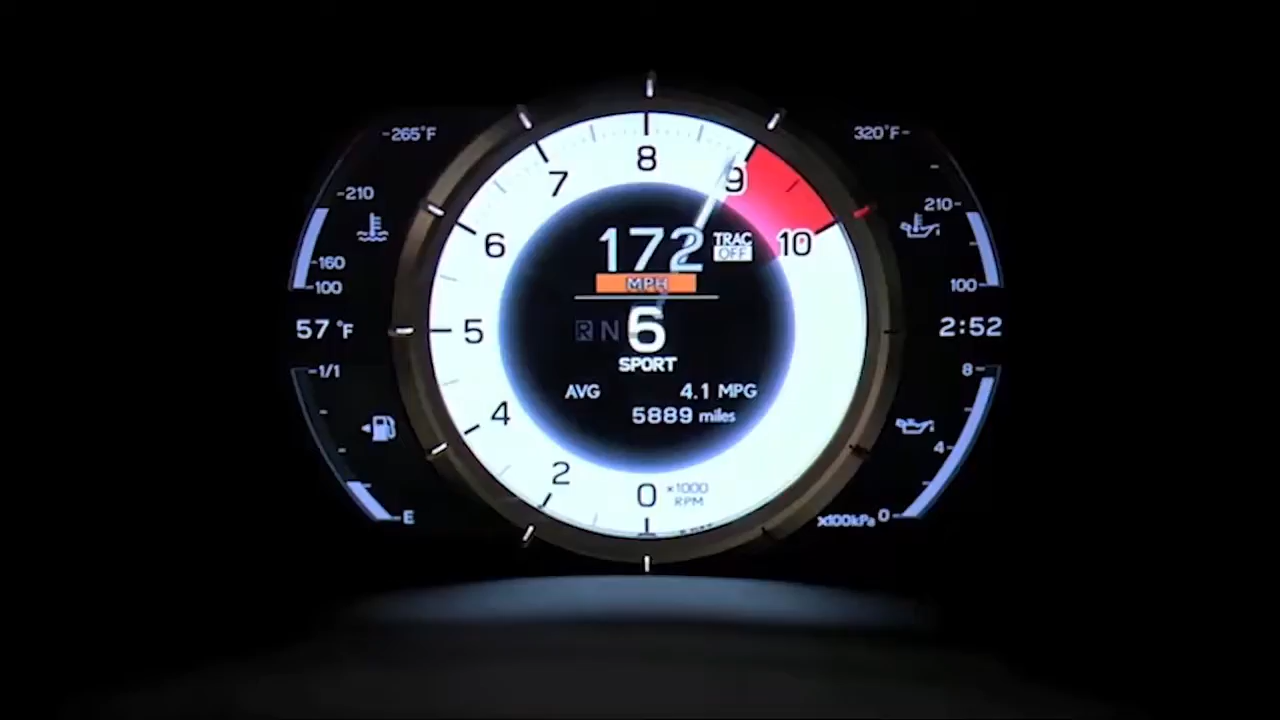 -265°F
320°F-
8
7
9
-210
210-
172
TRAC
OFF
6
10
-160
MPH
-100
100-
57 °F
5
R N 6
2:52
SPORT
-1/1
8-
AVG 4.1 MPG
4
5889 miles
4-
2
0
x1000
RPM
E
x100kPa 0-